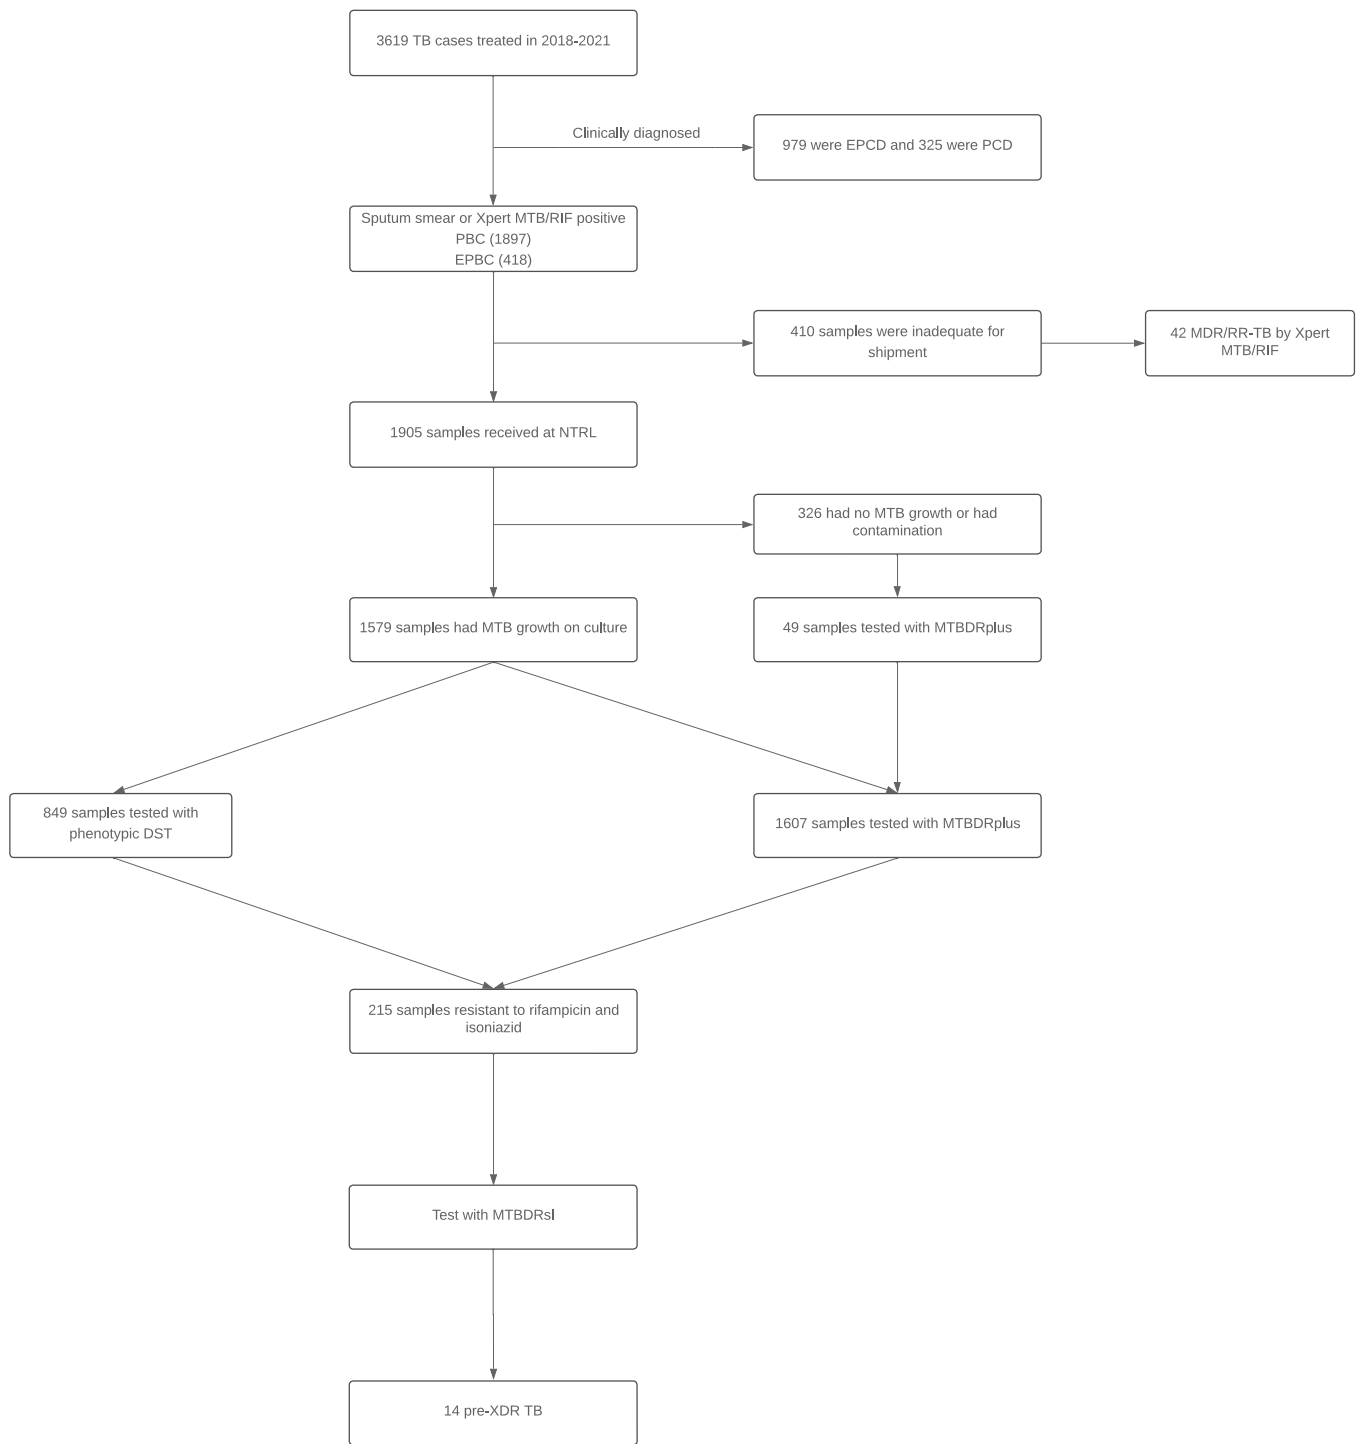 3619 TB cases treated in 2018-2021
Clinically diagnosed
979 were EPCD and 325 were PCD
Sputum smear or Xpert MTB/RIF positive
PBC (1897)
EPBC (418)
410 samples were inadequate for
shipment
42 MDR/RR-TB by Xpert
MTB/RIF
1905 samples received at NTRL
326 had no MTB growth or had
contamination
1579 samples had MTB growth on culture
49 samples tested with MTBDRplus
849 samples tested with
phenotypic DST
1607 samples tested with MTBDRplus
215 samples resistant to rifampicin and
isoniazid
Test with MTBDRsl
14 pre-XDR TB